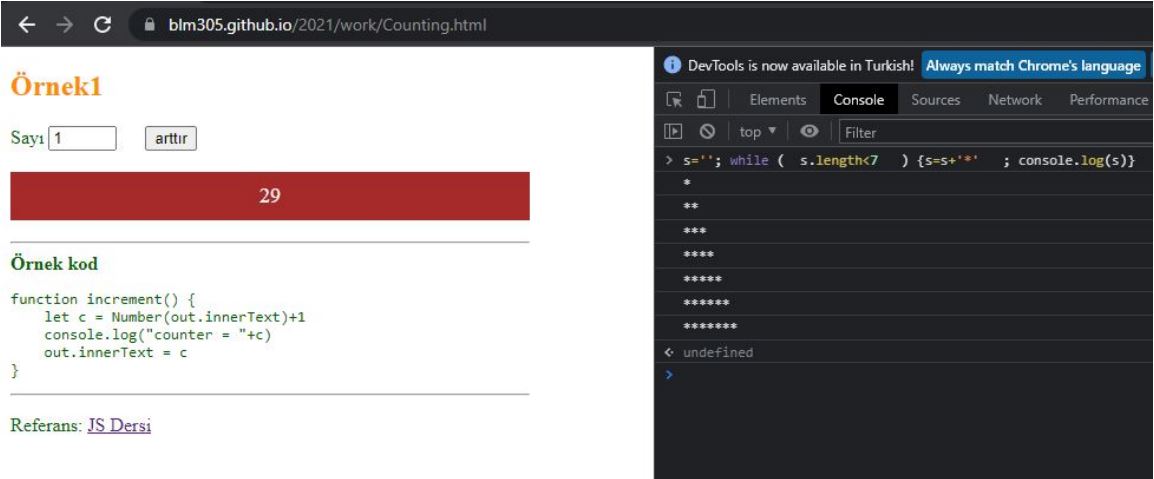 blm305.github.io/2021/work/Counting.html
Örnek1
Sayı 1 arttır
29
Örnek kod
function increment() {
    let c = Number(out.innerText)+1
    console.log("counter = "+c)
    out.innerText = c
}
Referans: JS Dersi
DevTools is now available in Turkish! Always match Chrome's language
Elements Console Sources Network Performance
top Filter
> s=''; while (  s.length<7   ) {s=s+'*'   ; console.log(s)}
*
**
***
****
*****
******
*******
undefined
>